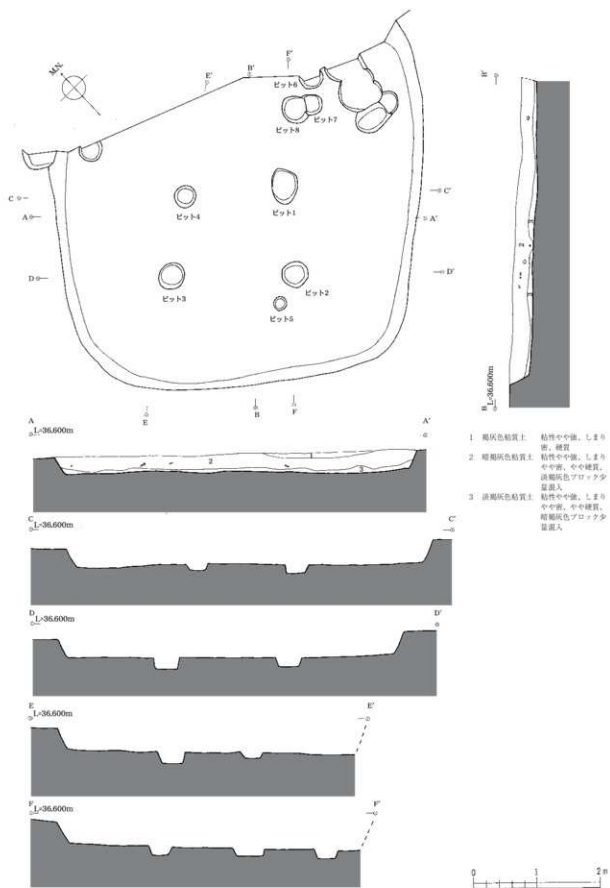 M.N.
E'
B'
F'
ピット6
ピット8
ピット7
C
C'
ピット4
ピット1
A
A'
D
D'
ピット3
ピット2
ピット5
E
B
F
B'
2
3
B
L=36.600m
A
A'
L=36.600m
1
2
3
C
C'
L=36.600m
D
D'
L=36.600m
E
E'
L=36.600m
F
F'
L=36.600m
1 褐灰色粘質土 粘性やや強、しまり
密、硬質
2 暗褐灰色粘質土 粘性やや強、しまり
やや密、やや硬質、
淡褐灰色ブロック少
量混入
3 淡褐灰色粘質土 粘性やや強、しまり
やや密、やや硬質、
暗褐灰色ブロック少
量混入
0 1 2m